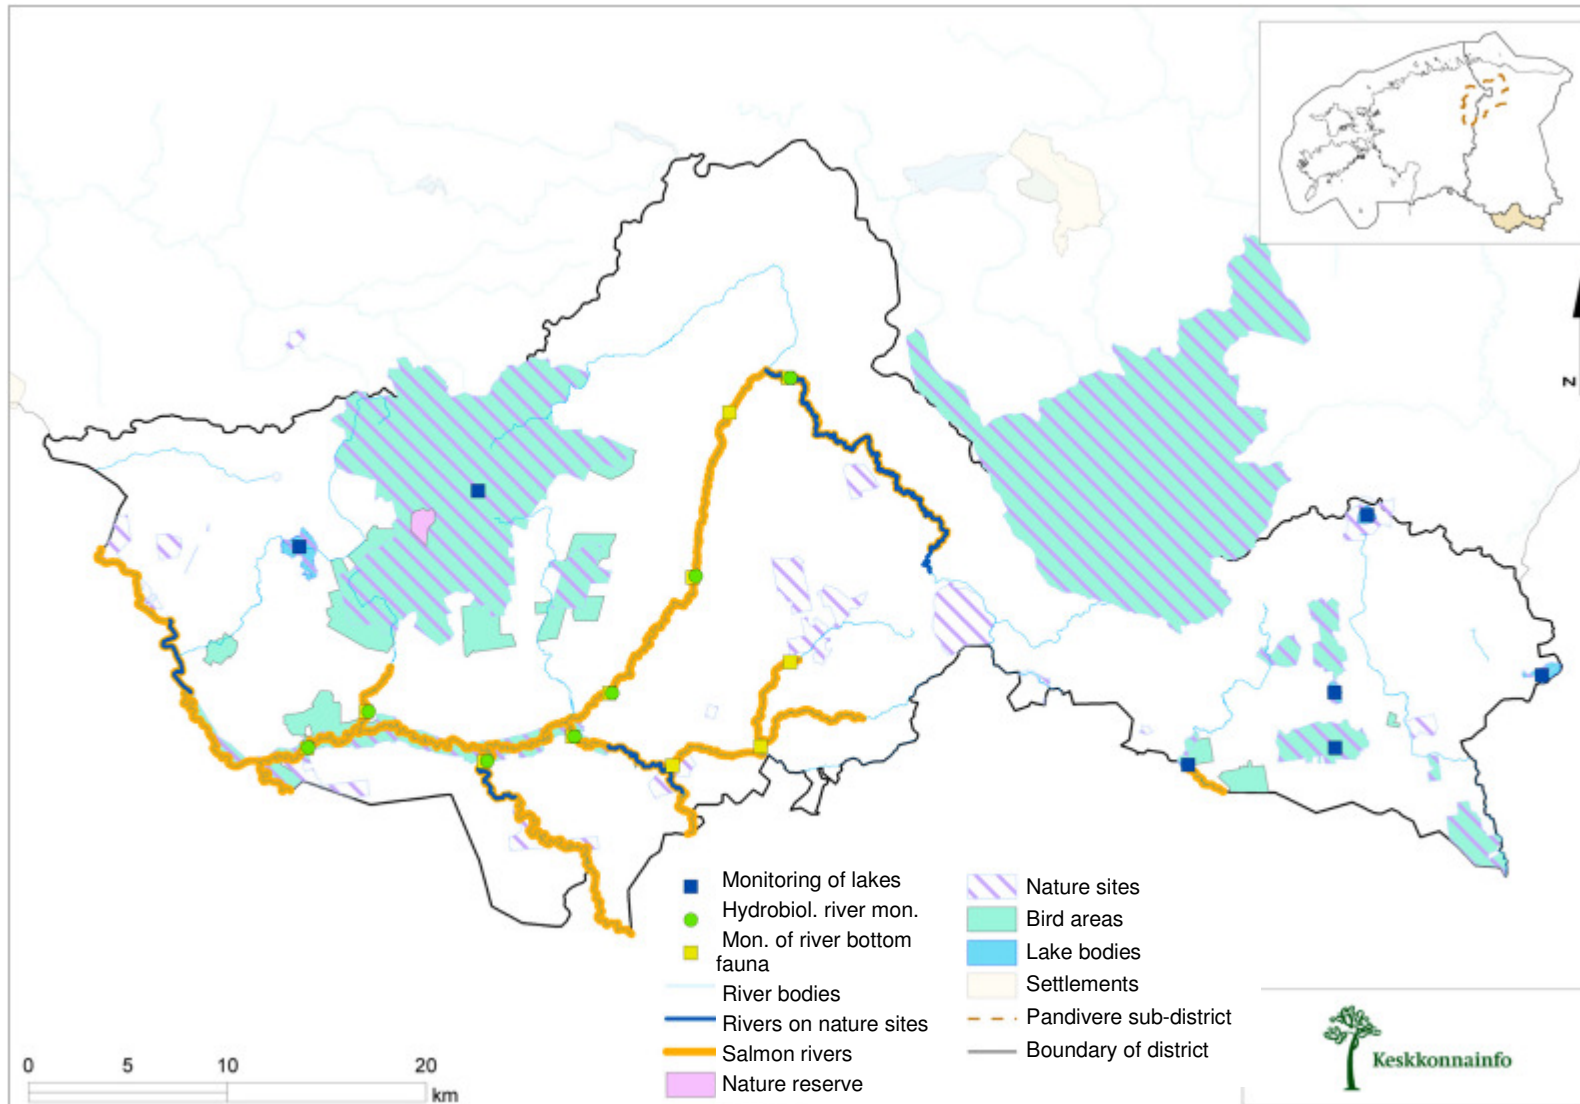 N
Monitoring of lakes
Hydrobiol. river mon.
Mon. of river bottom
fauna
River bodies
Rivers on nature sites
Salmon rivers
Nature reserve
Nature sites
Bird areas
Lake bodies
Settlements
Pandivere sub-district
Boundary of district
0 5 10 20
km
Keskkonnainfo